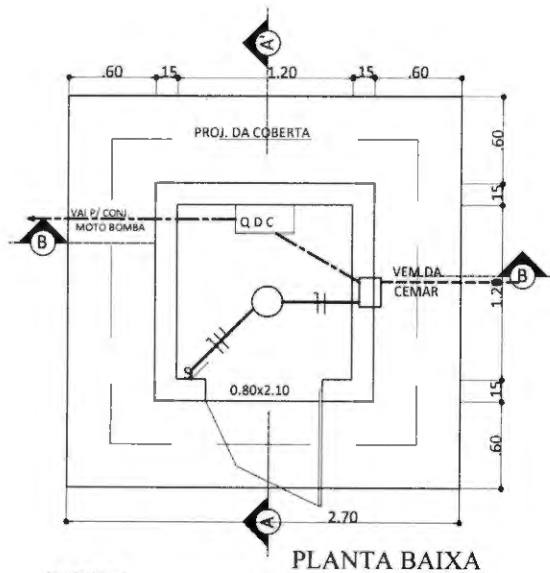 A'
.60 .15 1.20 .15 .60
PROJ. DA COBERTA
.60
.15
VAI P/ CONJ.
MOTO BOMBA
Q D C
B
VEM DA
CEMAR
B
1.20
0.80x2.10
.15
.60
A
2.70
PLANTA BAIXA